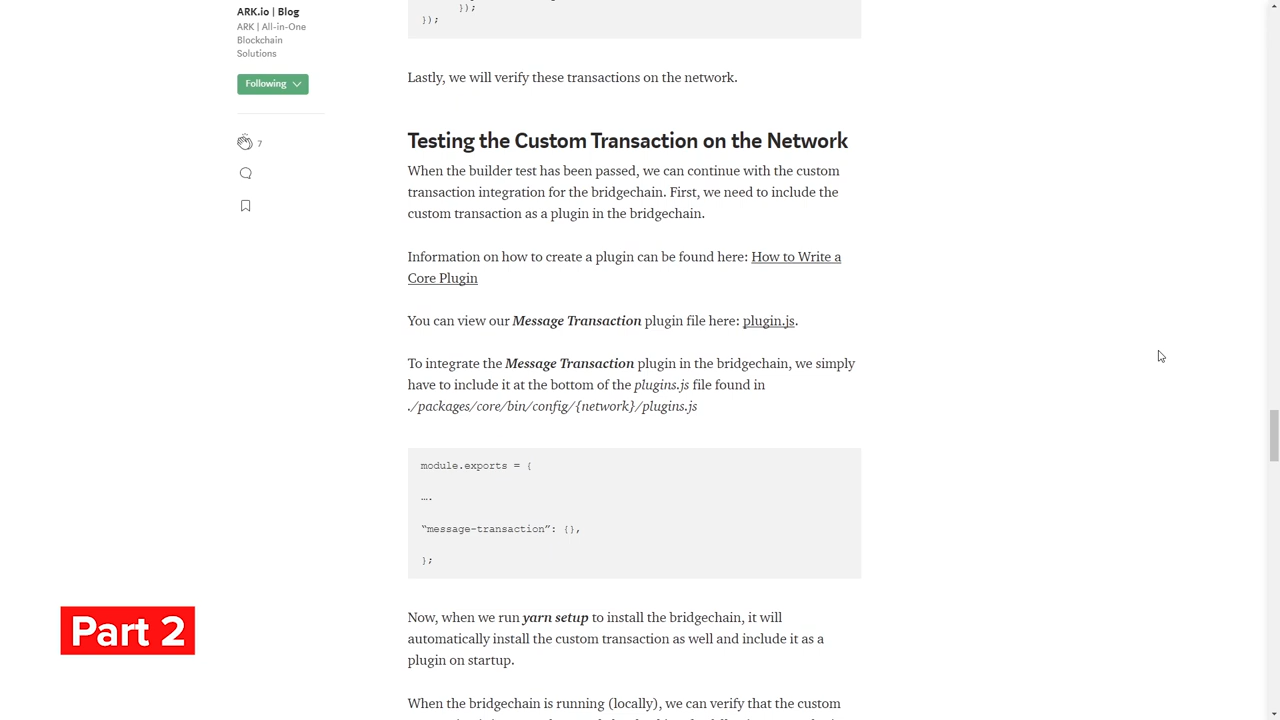 ARK.io | Blog
ARK | All-in-One
Blockchain
Solutions
Following
7
});
});
Lastly, we will verify these transactions on the network.
Testing the Custom Transaction on the Network
When the builder test has been passed, we can continue with the custom
transaction integration for the bridgechain. First, we need to include the
custom transaction as a plugin in the bridgechain.
Information on how to create a plugin can be found here: How to Write a
Core Plugin
You can view our Message Transaction plugin file here: plugin.js.
To integrate the Message Transaction plugin in the bridgechain, we simply
have to include it at the bottom of the plugins.js file found in
./packages/core/bin/config/{network}/plugins.js
module.exports = {
….
“message-transaction”: {},
};
Part 2
Now, when we run yarn setup to install the bridgechain, it will
automatically install the custom transaction as well and include it as a
plugin on startup.
When the bridgechain is running (locally), we can verify that the custom